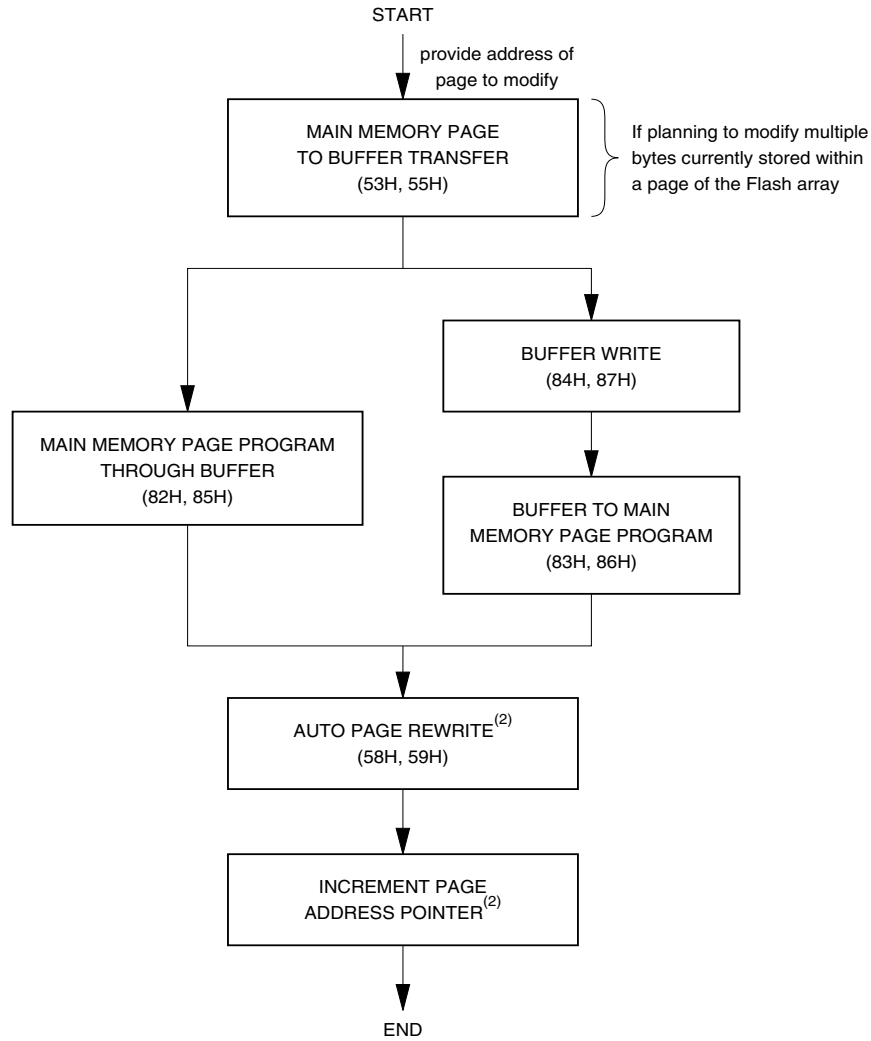 START
provide address of
page to modify
MAIN MEMORY PAGE
TO BUFFER TRANSFER
(53H, 55H)
If planning to modify multiple
bytes currently stored within
a page of the Flash array
BUFFER WRITE
(84H, 87H)
MAIN MEMORY PAGE PROGRAM
THROUGH BUFFER
(82H, 85H)
BUFFER TO MAIN
MEMORY PAGE PROGRAM
(83H, 86H)
AUTO PAGE REWRITE(2)
(58H, 59H)
INCREMENT PAGE
ADDRESS POINTER(2)
END